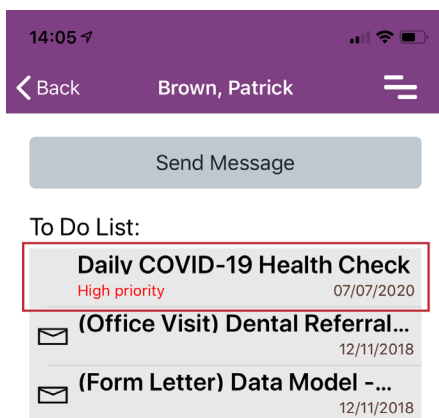 14:05
Back Brown, Patrick
Send Message
To Do List:
Daily COVID-19 Health Check
High priority 07/07/2020
(Office Visit) Dental Referral...
12/11/2018
(Form Letter) Data Model -...
12/11/2018